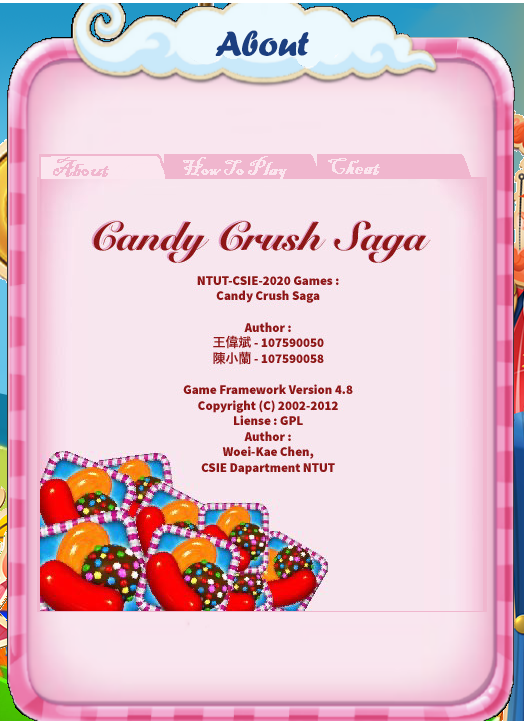 About
About
How To Play
Cheat
Candy Crush Saga
NTUT-CSIE-2020 Games :
Candy Crush Saga
Author :
王偉斌 - 107590050
陳小蘭 - 107590058
Game Framework Version 4.8
Copyright (C) 2002-2012
Liense : GPL
Author :
Woei-Kae Chen,
CSIE Dapartment NTUT